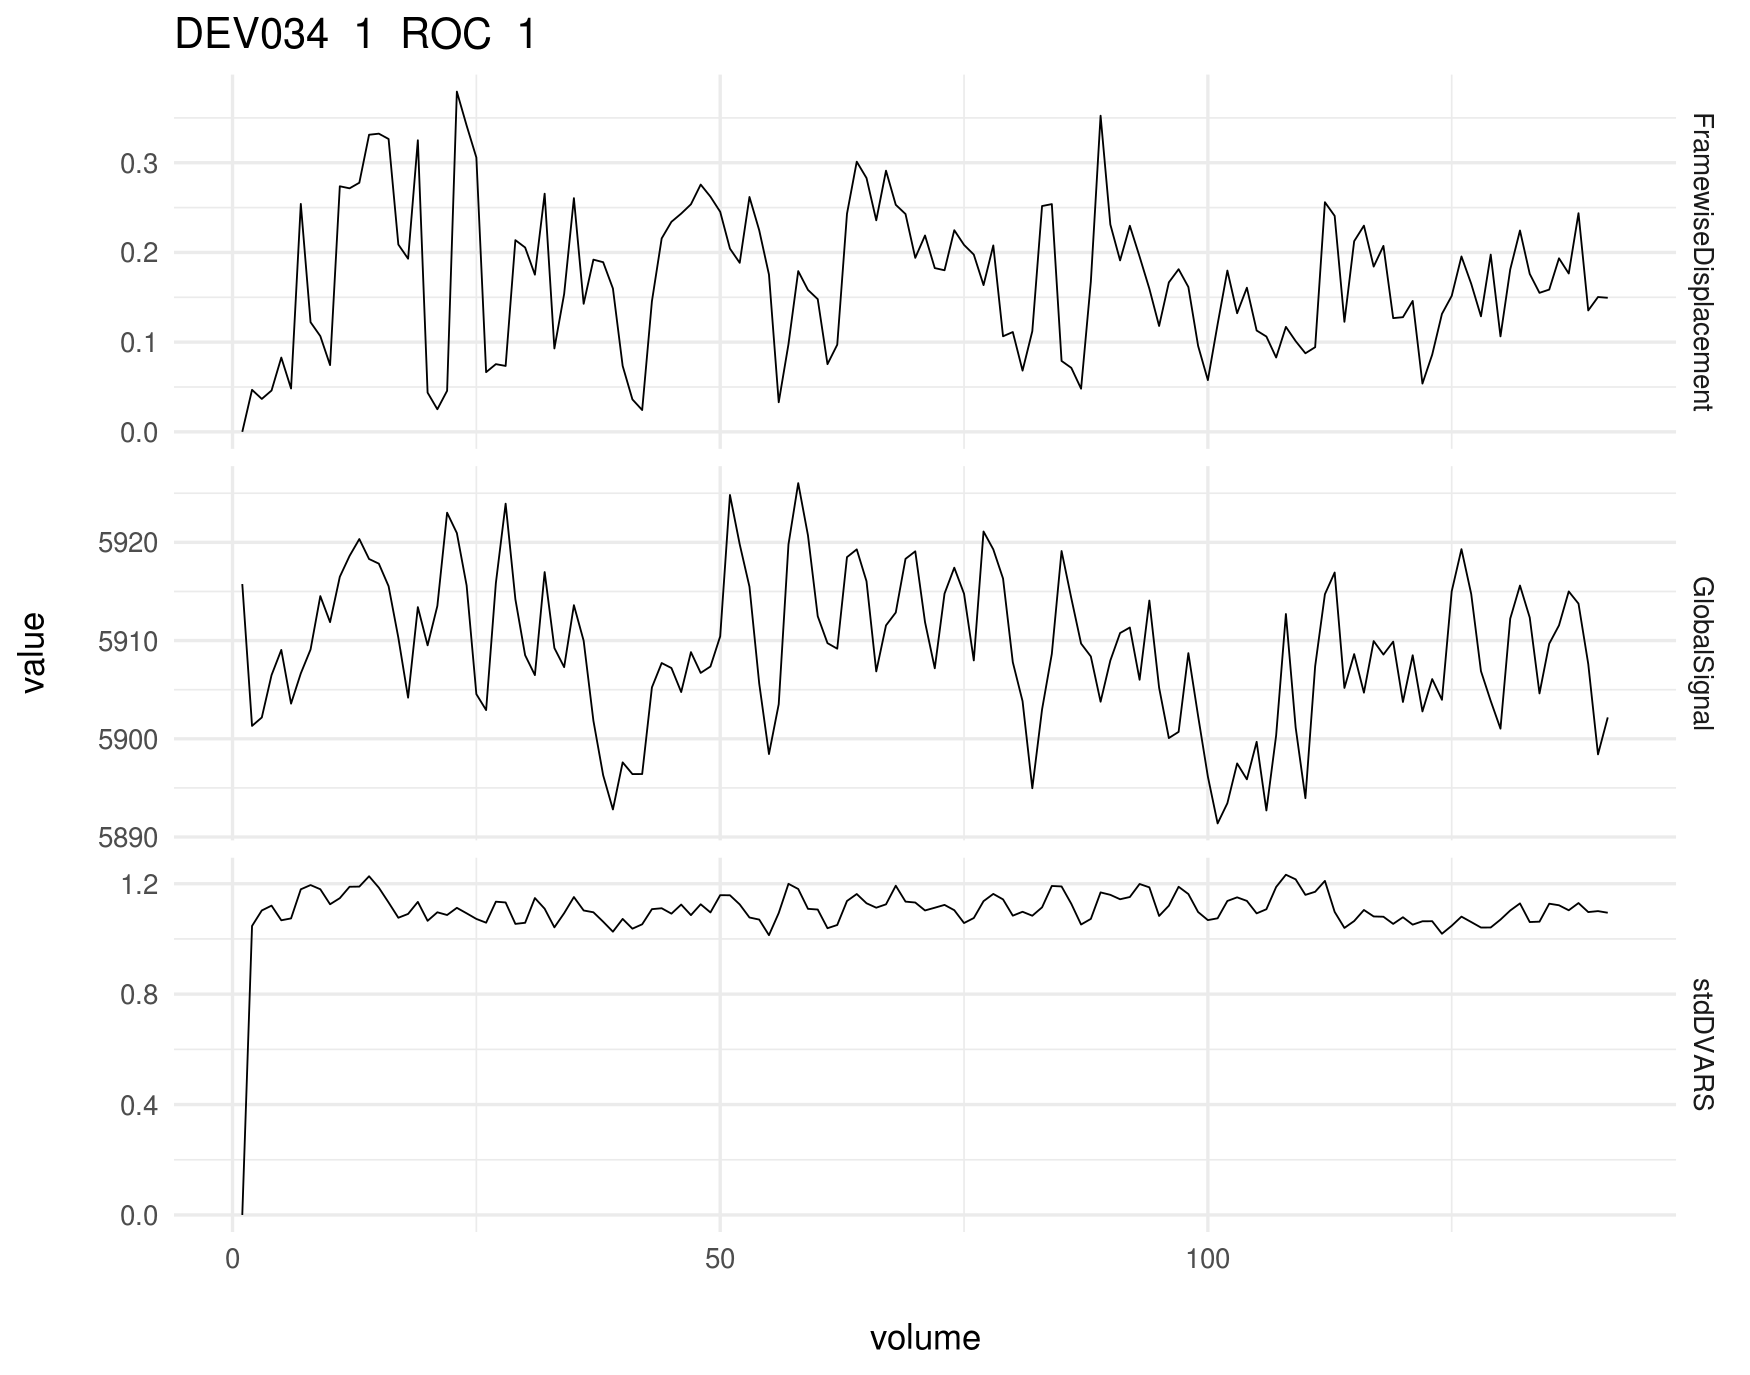 DEV034 1 ROC 1
0.3
0.2
0.1
0.0
FramewiseDisplacement
5920
5910
5900
5890
GlobalSignal
1.2
0.8
0.4
0.0
stdDVARS
value
0 50 100
volume